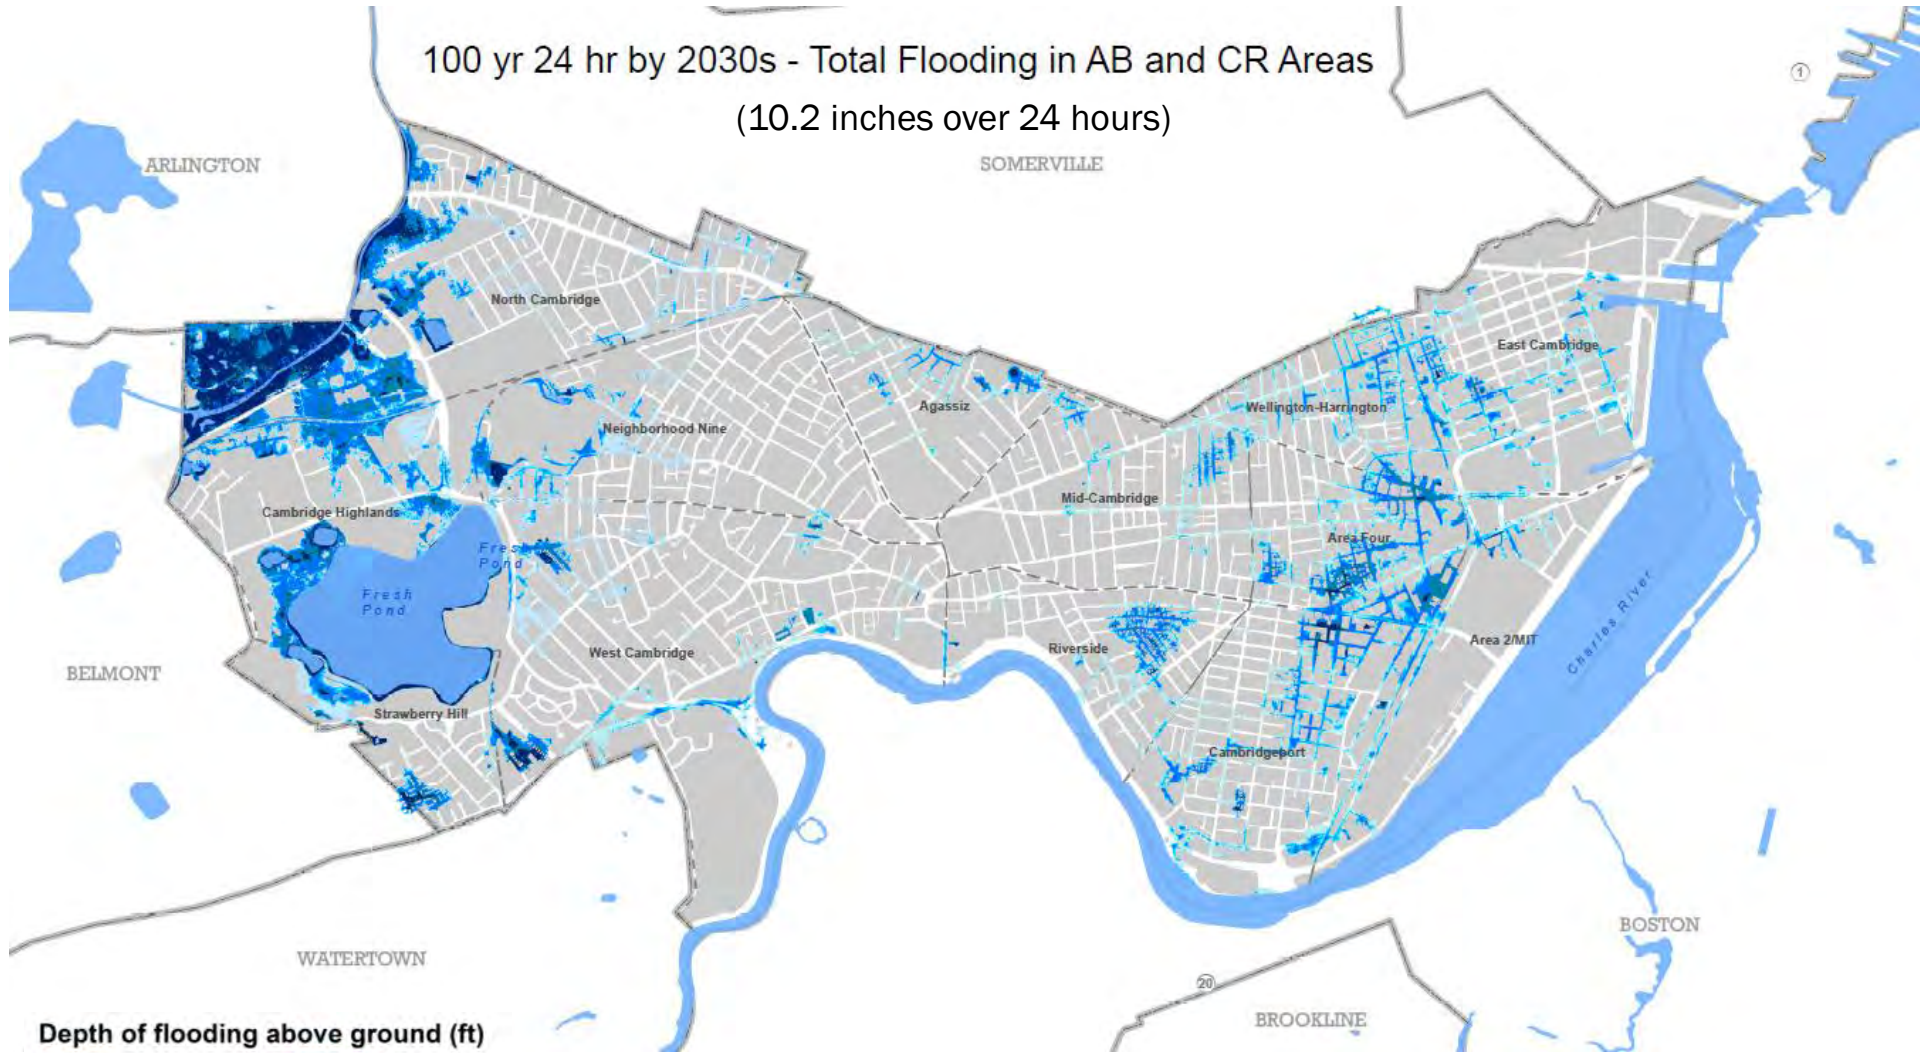 100 yr 24 hr by 2030s - Total Flooding in AB and CR Areas
(10.2 inches over 24 hours)
1
ARLINGTON
SOMERVILLE
North Cambridge
East Cambridge
Agassiz
Wellington-Harrington
Neighborhood Nine
Mid-Cambridge
Cambridge Highlands
Area Four
Fresh
Pond
Fresh
Pond
Charles River
Area 2/MIT
Riverside
West Cambridge
BELMONT
Strawberry Hill
Cambridgeport
BOSTON
WATERTOWN
20
BROOKLINE
Depth of flooding above ground (ft)